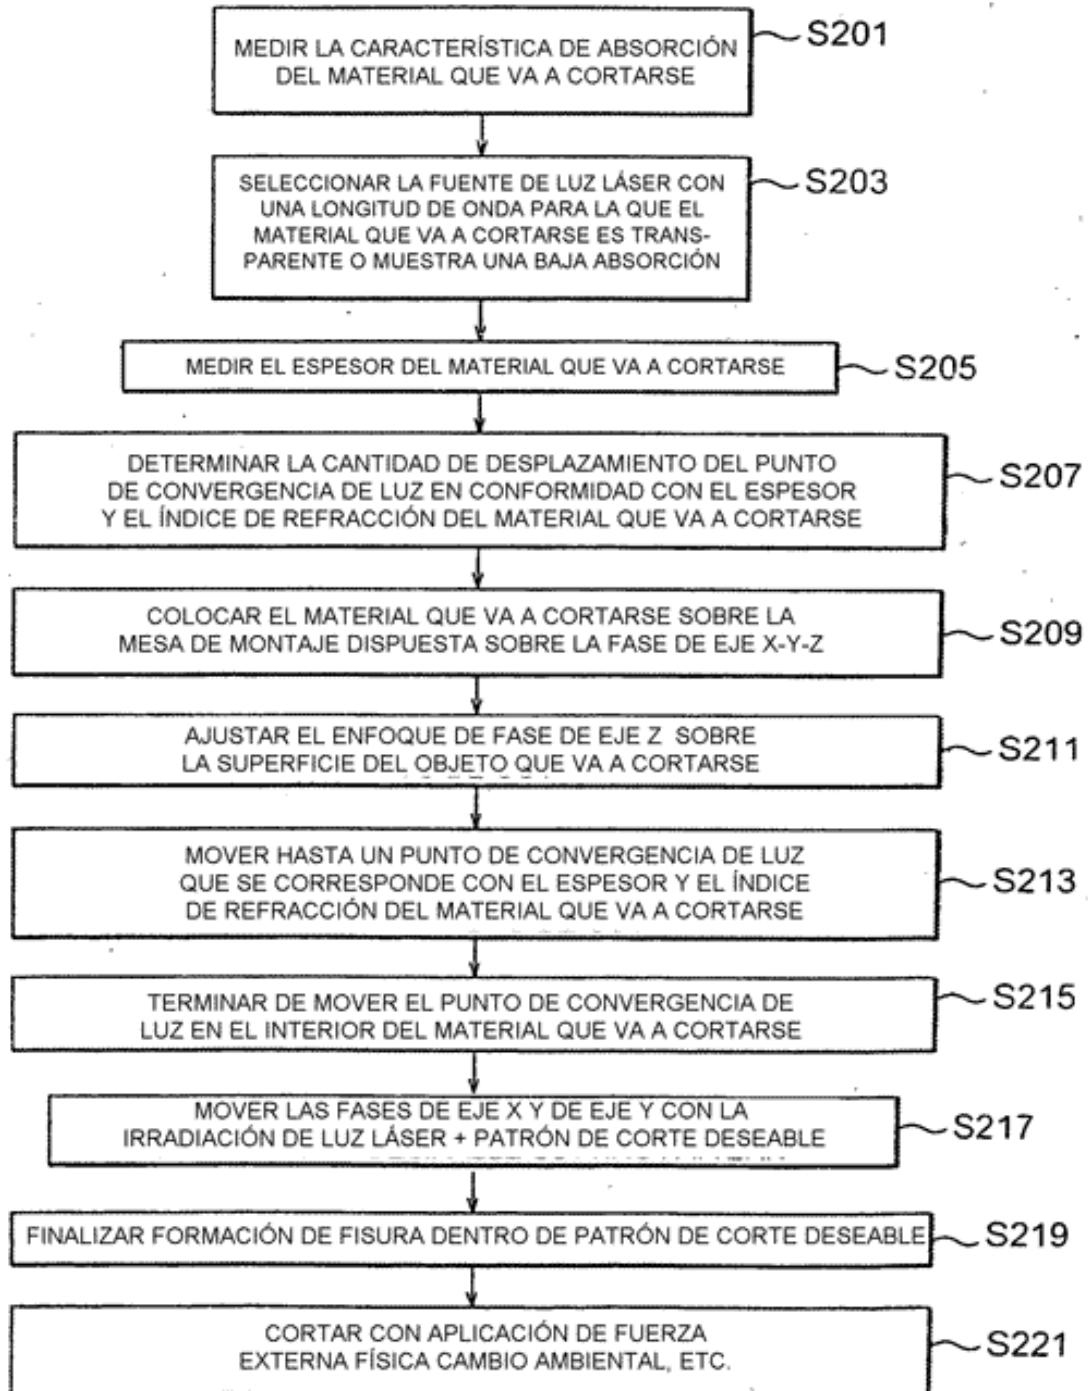 MEDIR LA CARACTERÍSTICA DE ABSORCIÓN
DEL MATERIAL QUE VA A CORTARSE
S201
SELECCIONAR LA FUENTE DE LUZ LÁSER CON
UNA LONGITUD DE ONDA PARA LA QUE EL
MATERIAL QUE VA A CORTARSE ES TRANS-
PARENTE O MUESTRA UNA BAJA ABSORCIÓN
S203
MEDIR EL ESPESOR DEL MATERIAL QUE VA A CORTARSE
S205
DETERMINAR LA CANTIDAD DE DESPLAZAMIENTO DEL PUNTO
DE CONVERGENCIA DE LUZ EN CONFORMIDAD CON EL ESPESOR
Y EL ÍNDICE DE REFRACCIÓN DEL MATERIAL QUE VA A CORTARSE
S207
COLOCAR EL MATERIAL QUE VA A CORTARSE SOBRE LA
MESA DE MONTAJE DISPUESTA SOBRE LA FASE DE EJE X-Y-Z
S209
AJUSTAR EL ENFOQUE DE FASE DE EJE Z SOBRE
LA SUPERFICIE DEL OBJETO QUE VA A CORTARSE
S211
MOVER HASTA UN PUNTO DE CONVERGENCIA DE LUZ
QUE SE CORRESPONDE CON EL ESPESOR Y EL ÍNDICE
DE REFRACCIÓN DEL MATERIAL QUE VA A CORTARSE
S213
TERMINAR DE MOVER EL PUNTO DE CONVERGENCIA DE
LUZ EN EL INTERIOR DEL MATERIAL QUE VA A CORTARSE
S215
MOVER LAS FASES DE EJE X Y DE EJE Y CON LA
IRRADIACIÓN DE LUZ LÁSER + PATRÓN DE CORTE DESEABLE
S217
FINALIZAR FORMACIÓN DE FISURA DENTRO DE PATRÓN DE CORTE DESEABLE
S219
CORTAR CON APLICACIÓN DE FUERZA
EXTERNA FÍSICA CAMBIO AMBIENTAL, ETC.
S221